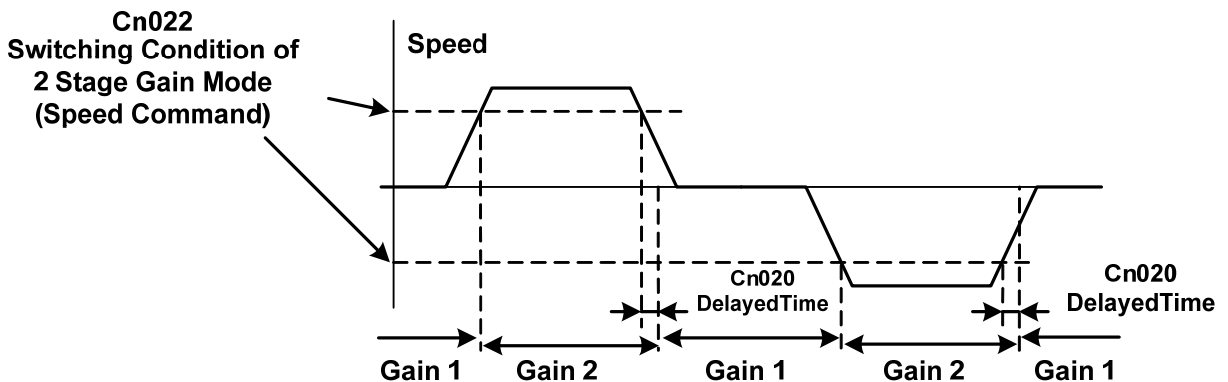 Cn022
Switching Condition of
2 Stage Gain Mode
(Speed Command)
Speed
Cn020
DelayedTime
Cn020
DelayedTime
Gain 1
Gain 2
Gain 1
Gain 2
Gain 1